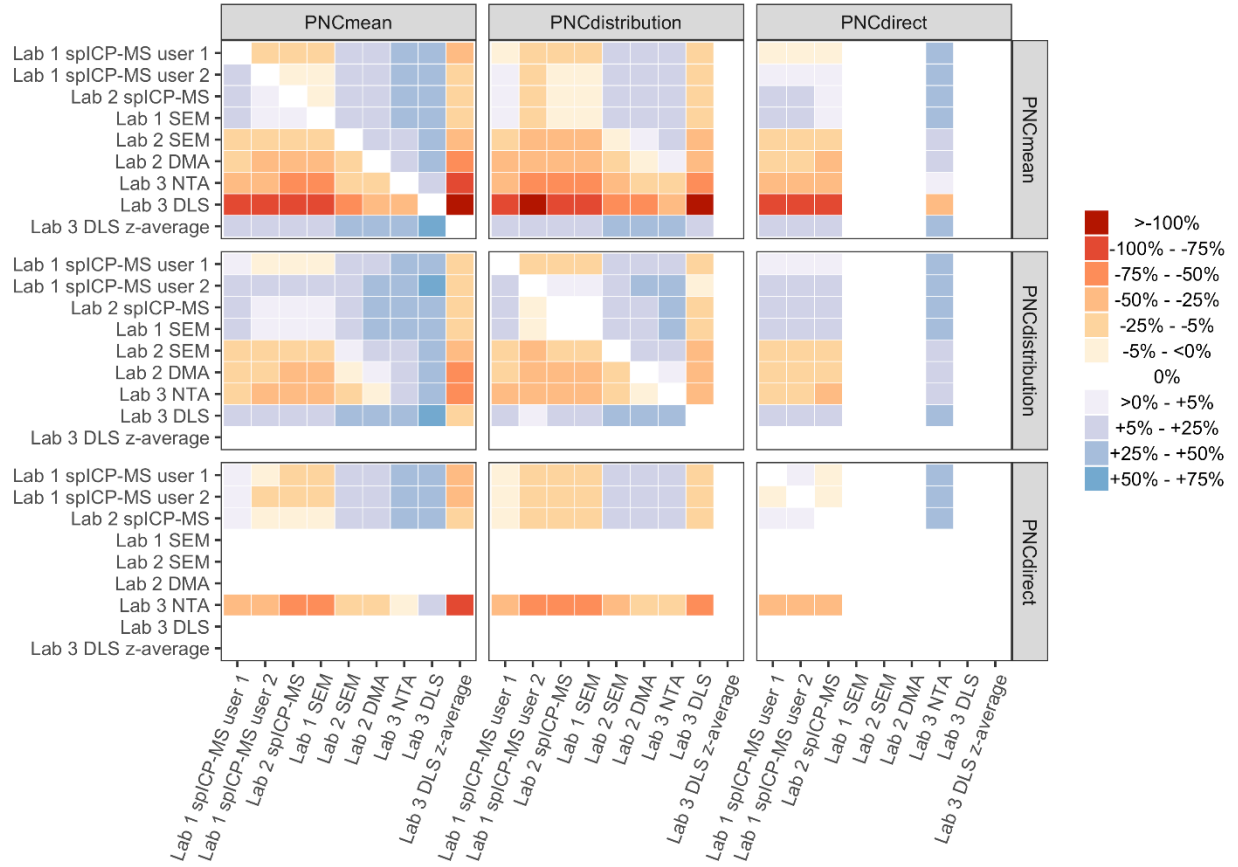 PNCmean
PNCdistribution
PNCdirect
Lab 1 spICP-MS user 1
Lab 1 spICP-MS user 2
Lab 2 spICP-MS
Lab 1 SEM
Lab 2 SEM
Lab 2 DMA
Lab 3 NTA
Lab 3 DLS
Lab 3 DLS z-average
PNCmean
Lab 1 spICP-MS user 1
Lab 1 spICP-MS user 2
Lab 2 spICP-MS
Lab 1 SEM
Lab 2 SEM
Lab 2 DMA
Lab 3 NTA
Lab 3 DLS
Lab 3 DLS z-average
PNCdistribution
Lab 1 spICP-MS user 1
Lab 1 spICP-MS user 2
Lab 2 spICP-MS
Lab 1 SEM
Lab 2 SEM
Lab 2 DMA
Lab 3 NTA
Lab 3 DLS
Lab 3 DLS z-average
PNCdirect
Lab 1 spICP-MS user 1
Lab 1 spICP-MS user 2
Lab 2 spICP-MS
Lab 1 SEM
Lab 2 SEM
Lab 2 DMA
Lab 3 NTA
Lab 3 DLS
Lab 3 DLS z-average
Lab 1 spICP-MS user 1
Lab 1 spICP-MS user 2
Lab 2 spICP-MS
Lab 1 SEM
Lab 2 SEM
Lab 2 DMA
Lab 3 NTA
Lab 3 DLS
Lab 3 DLS z-average
Lab 1 spICP-MS user 1
Lab 1 spICP-MS user 2
Lab 2 spICP-MS
Lab 1 SEM
Lab 2 SEM
Lab 2 DMA
Lab 3 NTA
Lab 3 DLS
Lab 3 DLS z-average
>-100%
-100% - -75%
-75% - -50%
-50% - -25%
-25% - -5%
-5% - <0%
0%
>0% - +5%
+5% - +25%
+25% - +50%
+50% - +75%